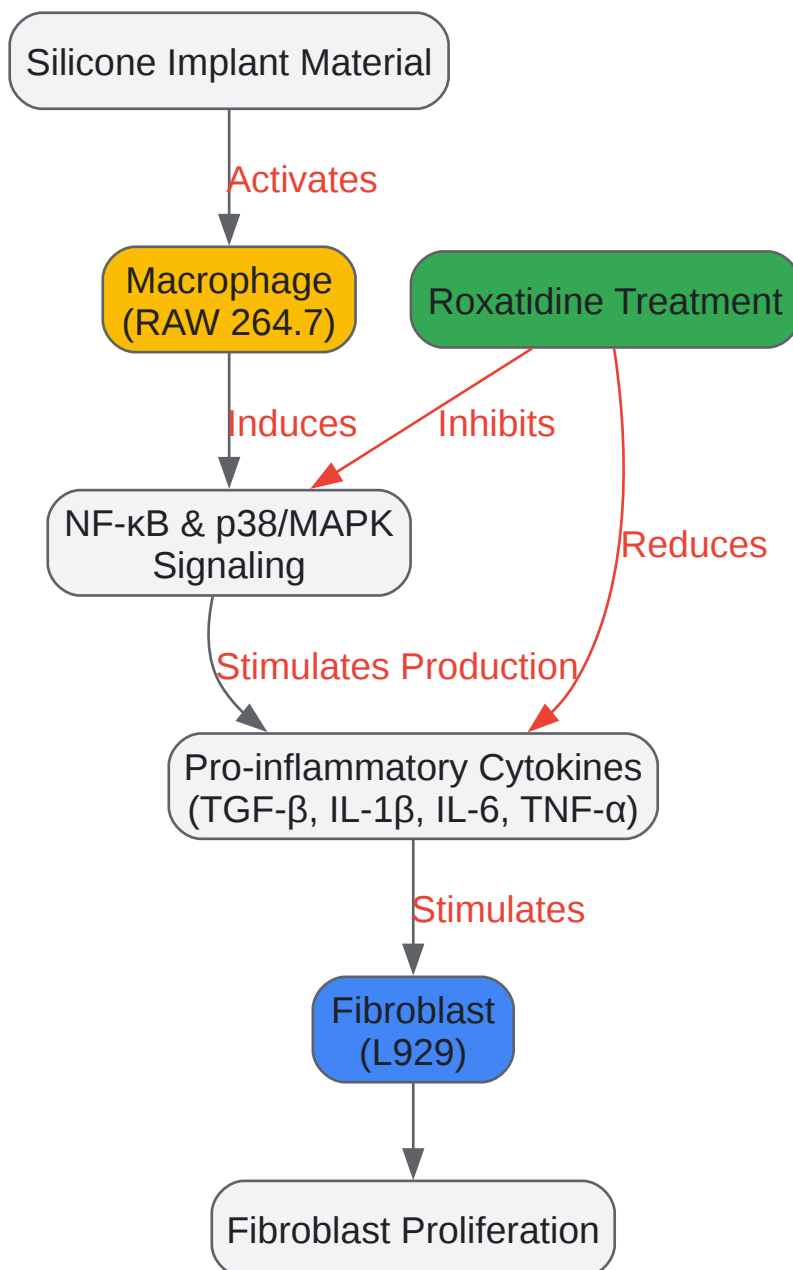 Silicone Implant Material
Activates
Macrophage
(RAW 264.7)
Roxatidine Treatment
Induces
Inhibits
NF-κB & p38/MAPK
Signaling
Reduces
Stimulates Production
Pro-inflammatory Cytokines
(TGF-β, IL-1β, IL-6, TNF-α)
Stimulates
Fibroblast
(L929)
Fibroblast Proliferation